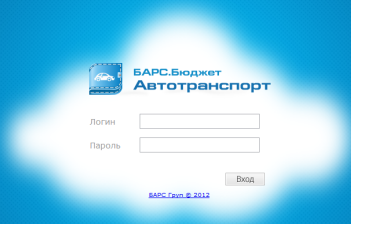 БАРС.Бюджет
Автотранспорт
Логин
Пароль
Вход
БАРС Груп © 2012